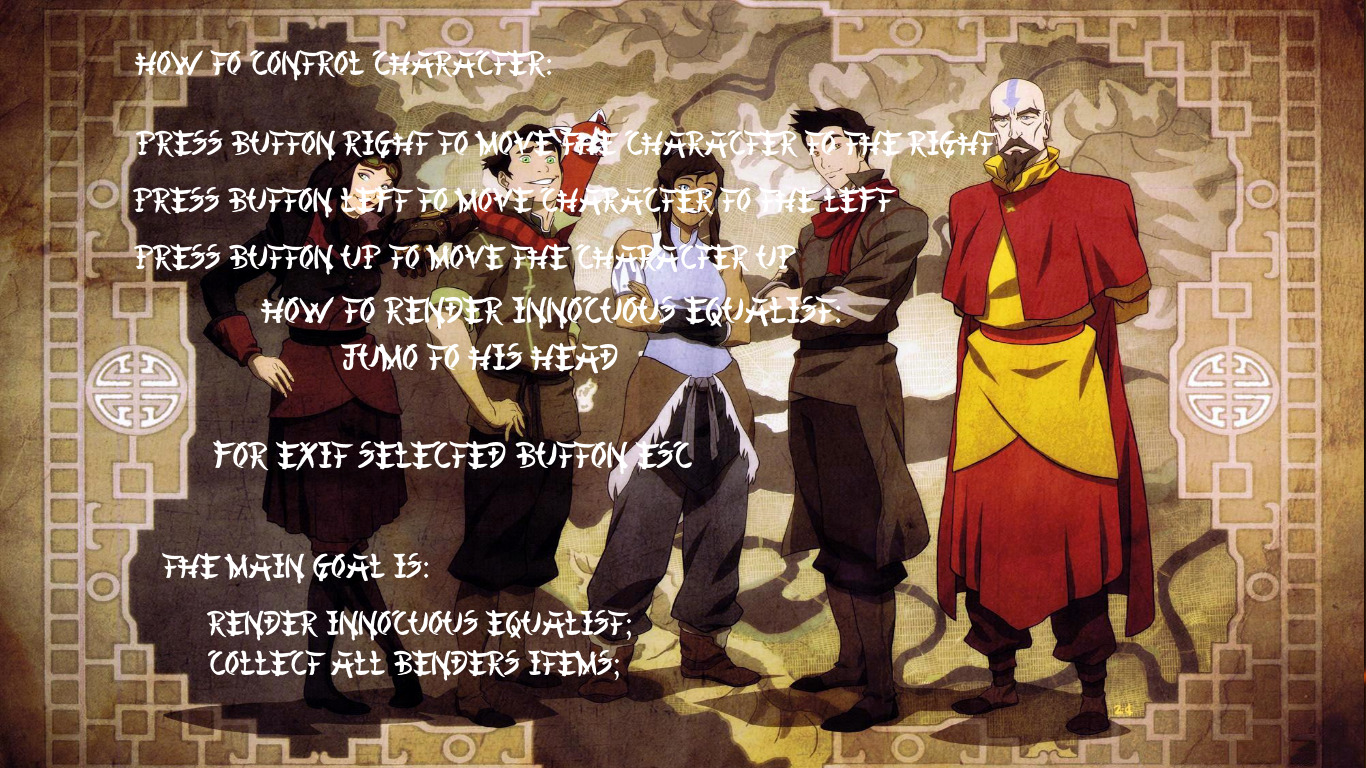 HOW TO CONTROL CHARACTER:
PRESS BUTTON RIGHT TO MOVE THE CHARACTER TO THE RIGHT
PRESS BUTTON LEFT TO MOVE CHARACTER TO THE LEFT
PRESS BUTTON UP TO MOVE THE CHARACTER UP
HOW TO RENDER INNOCUOUS EQUALIST:
JUMO TO HIS HEAD
FOR EXIT SELECTED BUTTON ESC
THE MAIN GOAL IS:
RENDER INNOCUOUS EQUALIST;
COLLECT ALL BENDERS ITEMS;